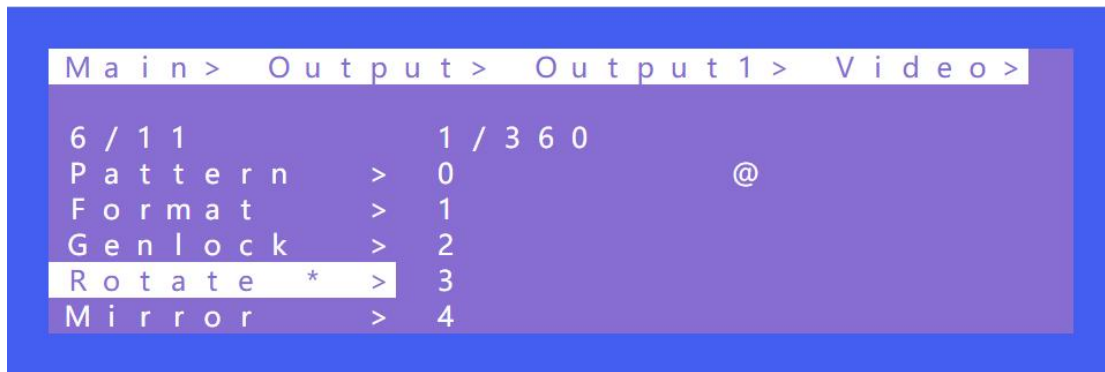 Main> Output> Output1> Video>
6/11 1/360
Pattern > 0 @
Format > 1
Genlock > 2
Rotate * > 3
Mirror > 4